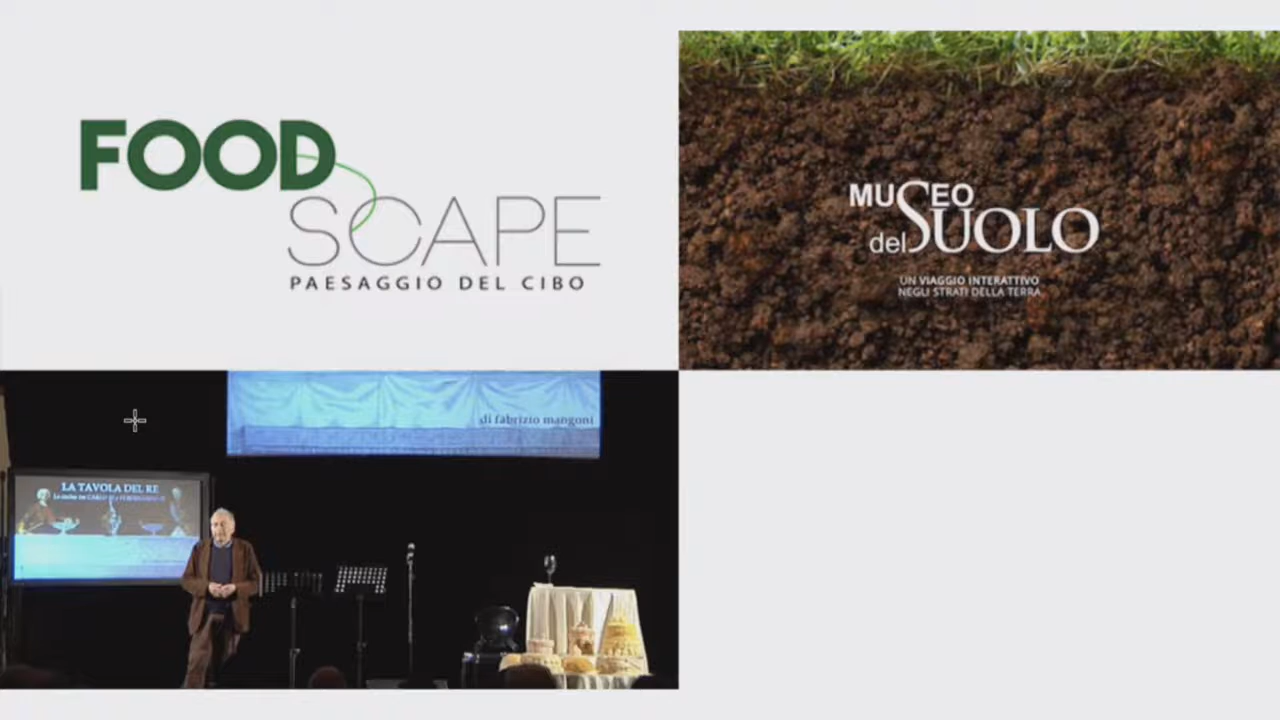 FOOD
SCAPE
PAESAGGIO DEL CIBO
MUSEO
del SUOLO
UN VIAGGIO INTERATTIVO
NEGLI STRATI DELLA TERRA
di fabrizio mangoni
LA TAVOLA DEL RE